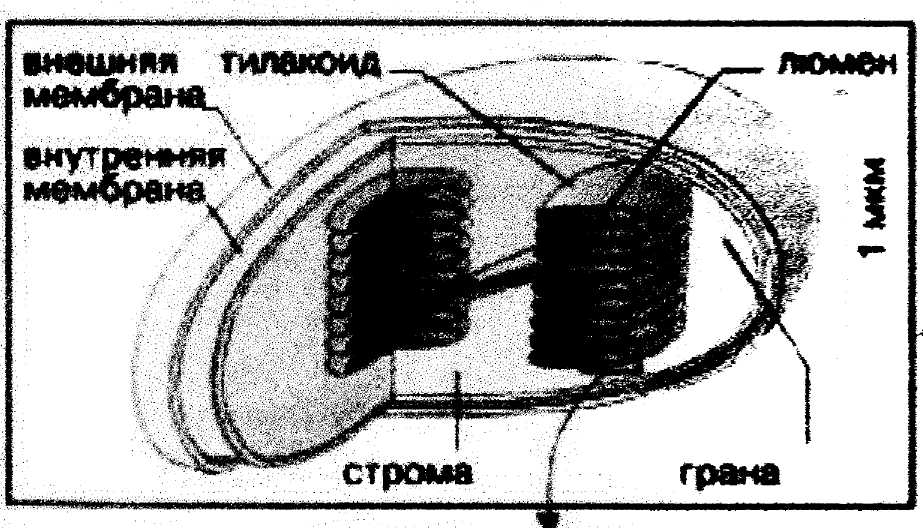 внешняя тилакоид люмен
мембрана
внутренняя
мембрана
1 мкм
строма грана